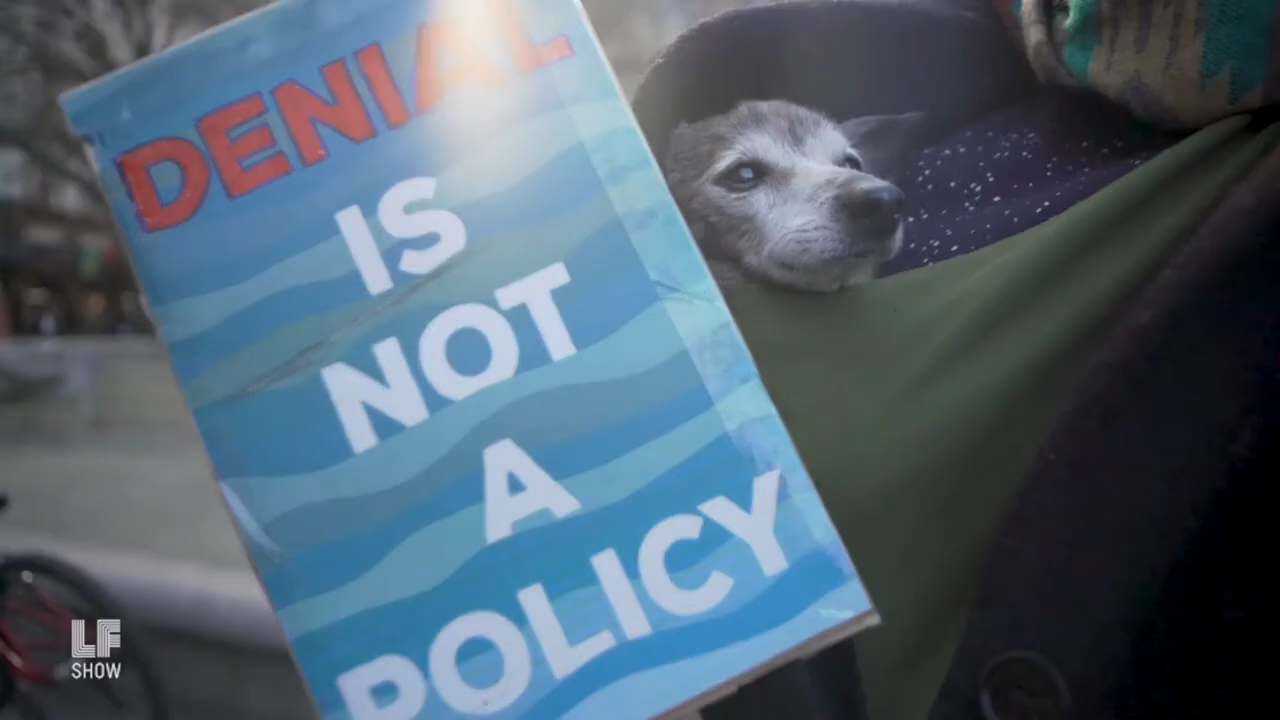 DENIAL
IS
NOT
A
POLICY
LF
SHOW